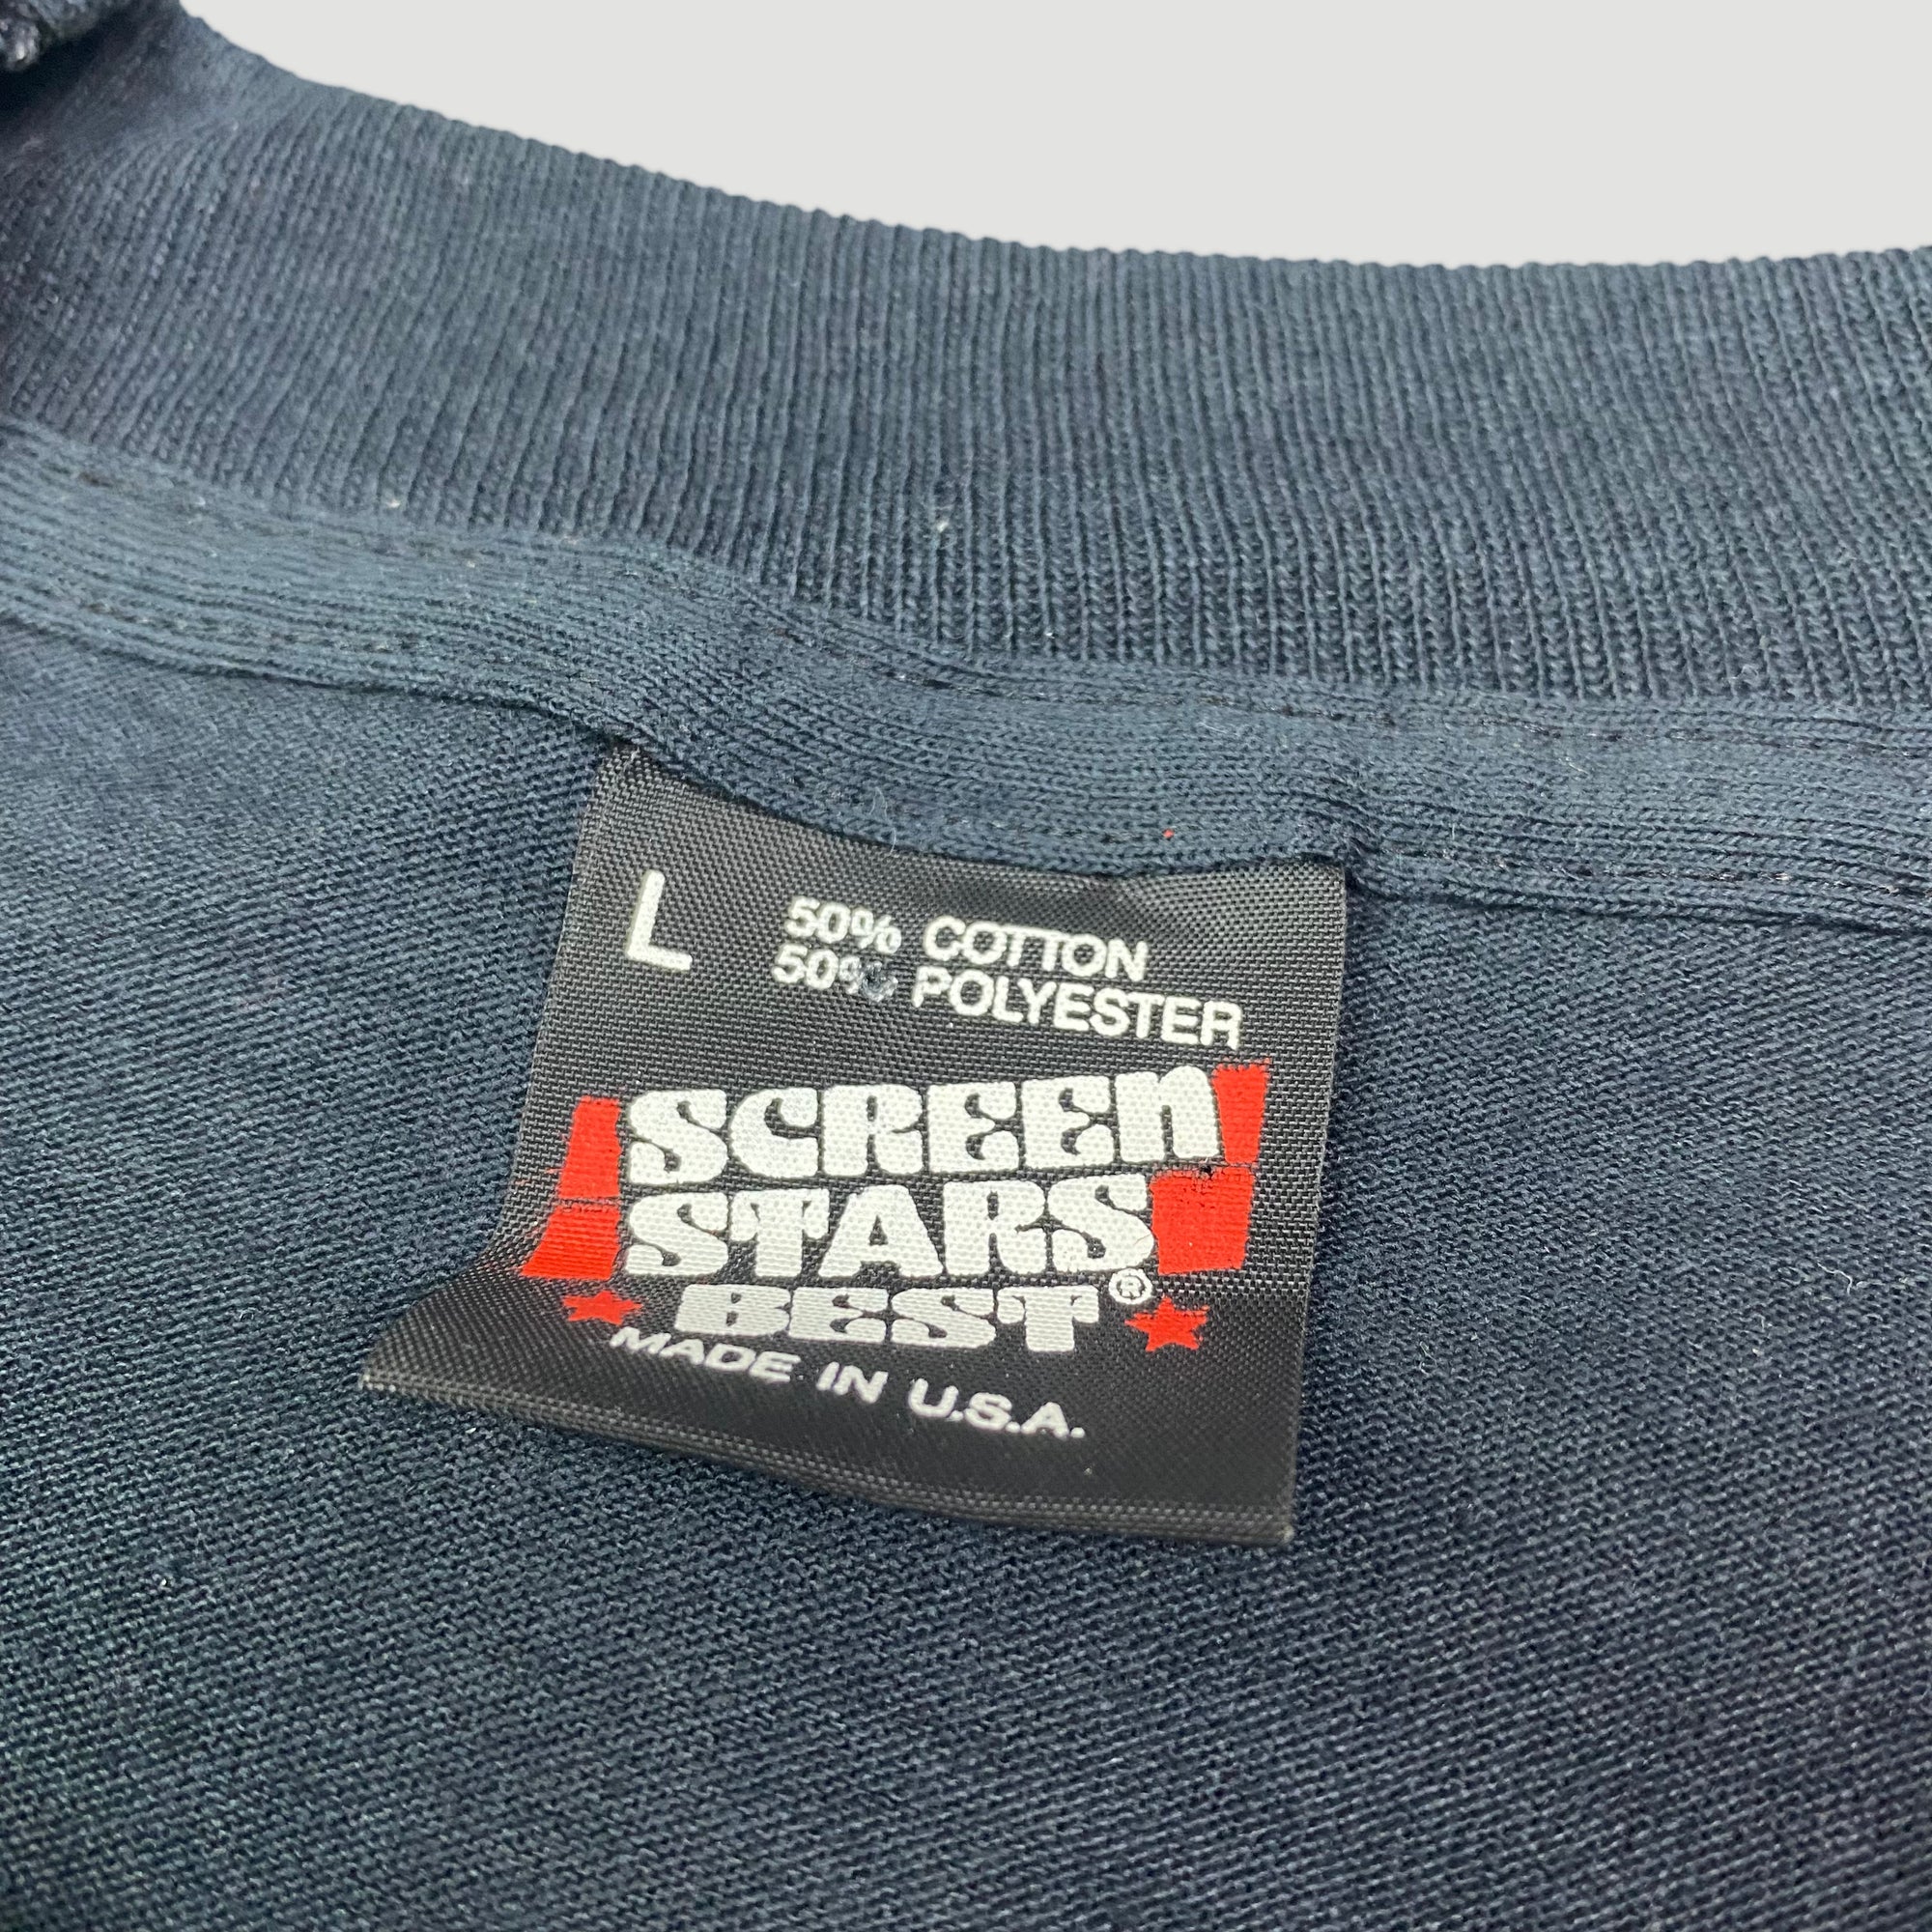 L 50% COTTON
50% POLYESTER
SCREEN
STARS
BEST®
MADE IN U.S.A.